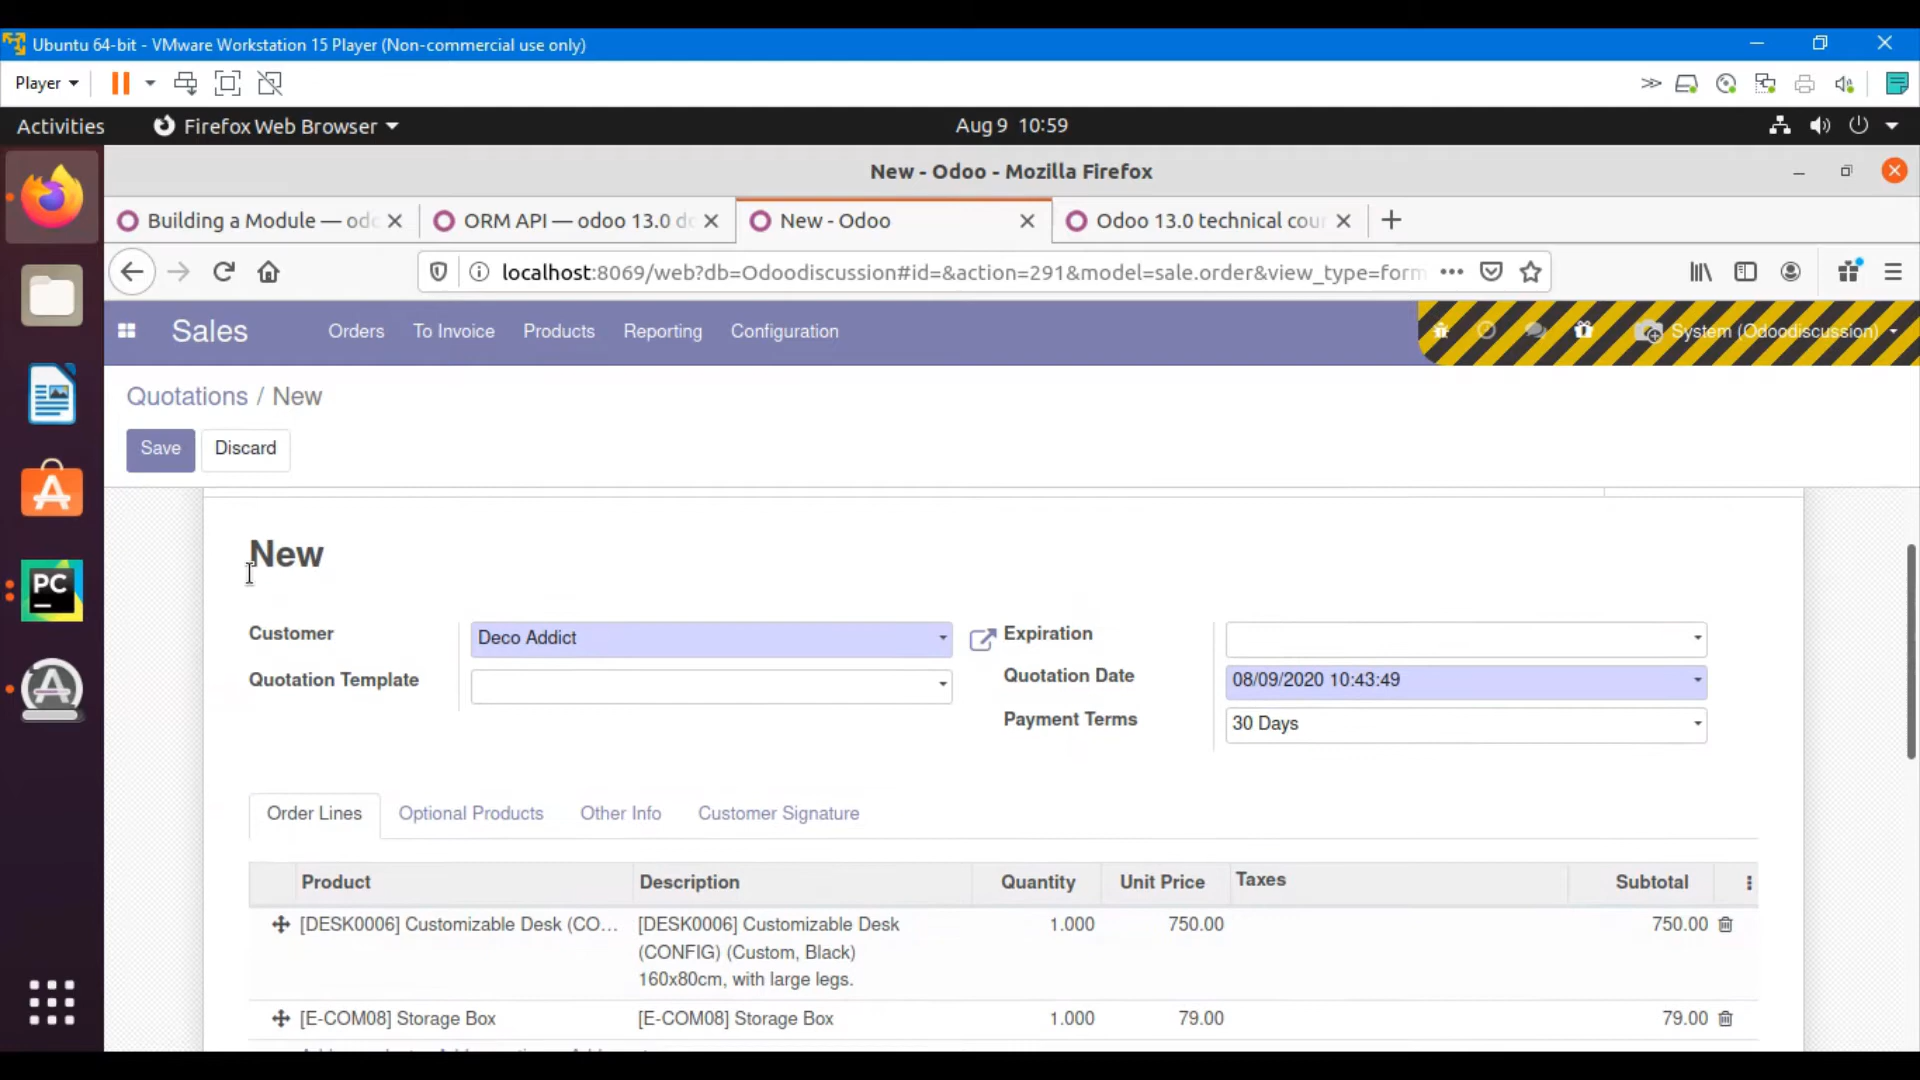 Ubuntu 64-bit - VMware Workstation 15 Player (Non-commercial use only)
Player
Activities
Firefox Web Browser
Aug 9 10:59
New - Odoo - Mozilla Firefox
Building a Module — odo
ORM API — odoo 13.0 d
New - Odoo
Odoo 13.0 technical cour
localhost:8069/web?db=Odoodiscussion#id=&action=291&model=sale.order&view_type=form
Sales
Orders
To Invoice
Products
Reporting
Configuration
System (Odoodiscussion)
Quotations / New
Save
Discard
New
Customer
Deco Addict
Expiration
Quotation Template
Quotation Date
08/09/2020 10:43:49
Payment Terms
30 Days
Order Lines
Optional Products
Other Info
Customer Signature
Product
Description
Quantity
Unit Price
Taxes
Subtotal
[DESK0006] Customizable Desk (CO...
[DESK0006] Customizable Desk
(CONFIG) (Custom, Black)
160x80cm, with large legs.
1.000
750.00
750.00
[E-COM08] Storage Box
[E-COM08] Storage Box
1.000
79.00
79.00
PC